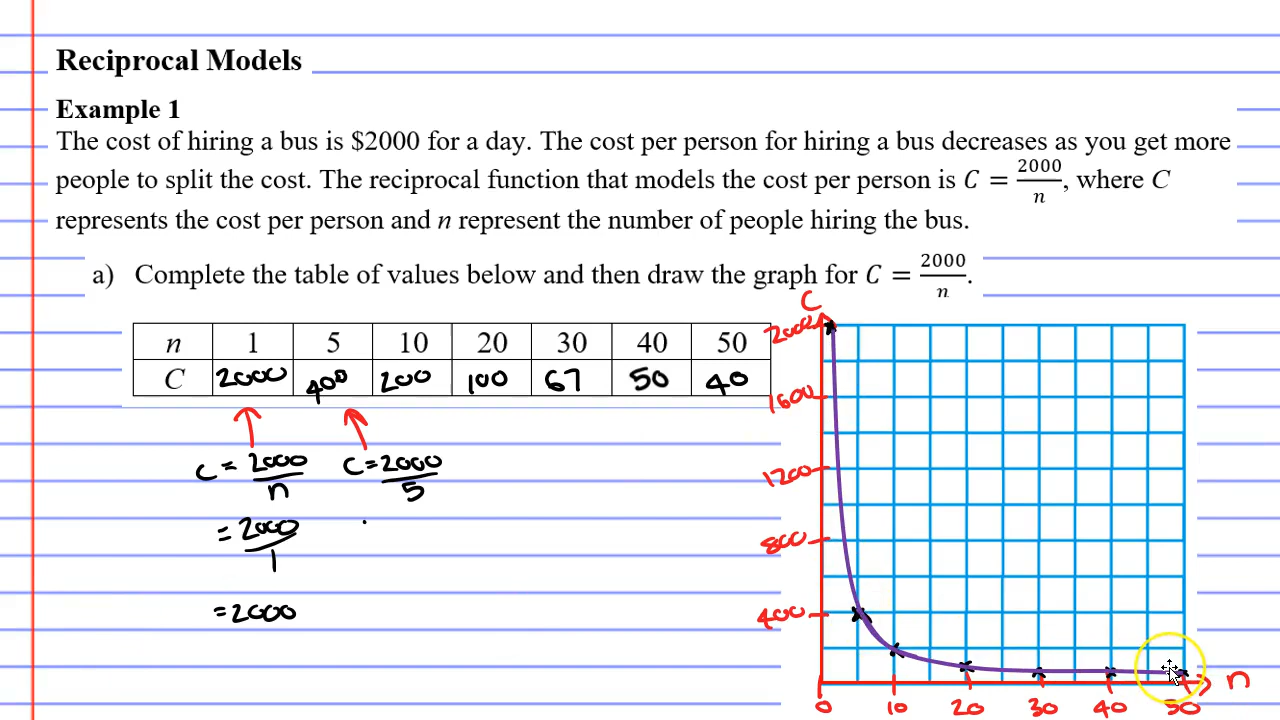 Reciprocal Models
Example 1
The cost of hiring a bus is $2000 for a day. The cost per person for hiring a bus decreases as you get more
people to split the cost. The reciprocal function that models the cost per person is C = 2000/n, where C
represents the cost per person and n represent the number of people hiring the bus.
a) Complete the table of values below and then draw the graph for C = 2000/n.
n 1 5 10 20 30 40 50
C 2000 400 200 100 67 50 40
C = 2000/n C = 2000/5
= 2000/1
= 2000
C
2000
1600
1200
800
400
0 10 20 30 40 50 n